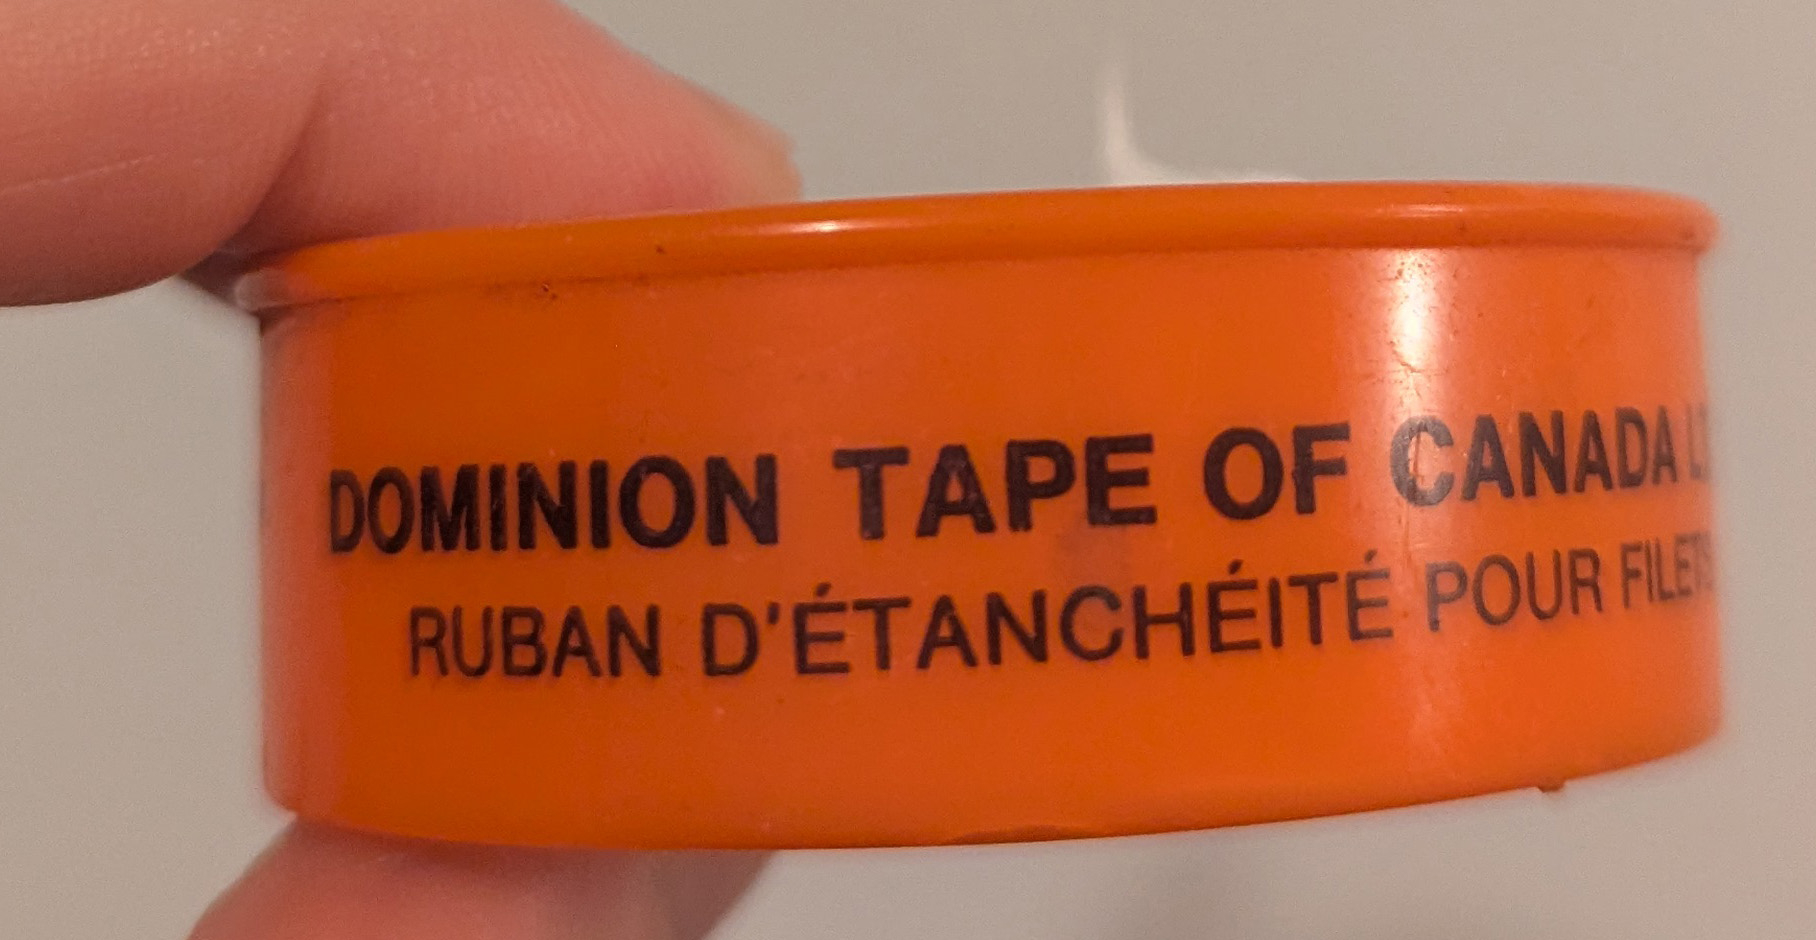 DOMINION TAPE OF CANADA
RUBAN D'ÉTANCHÉITÉ POUR FILETS